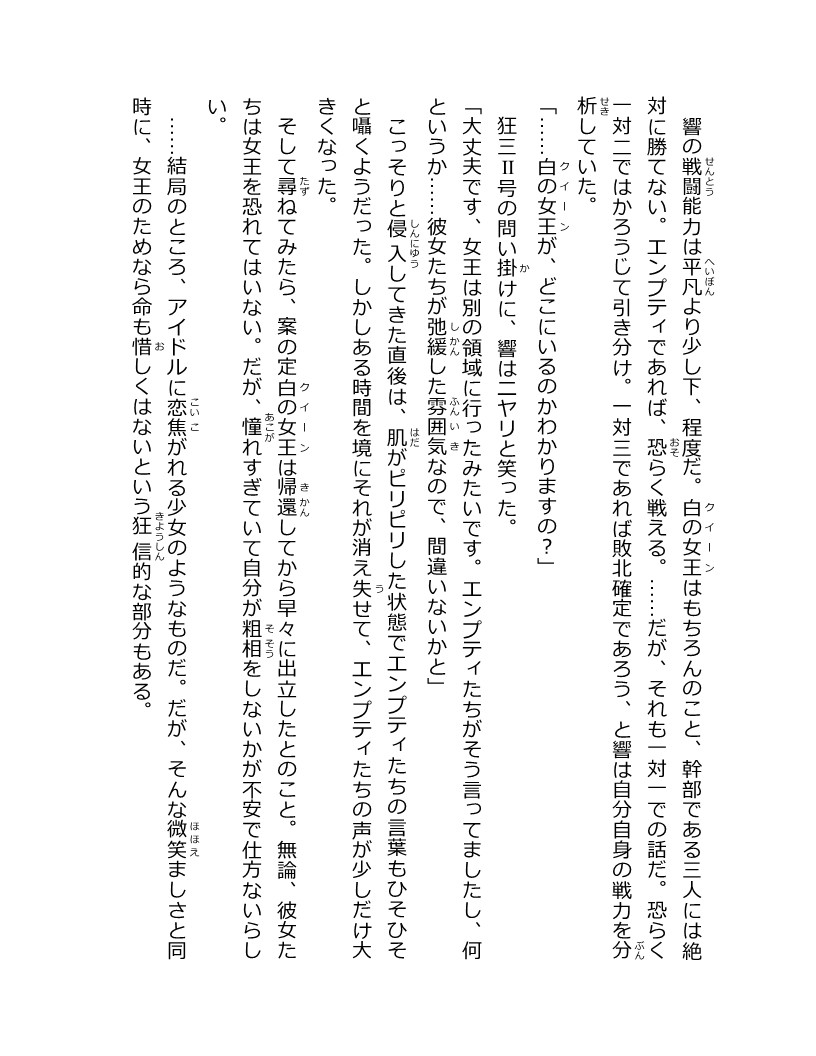 響の戦闘能力は平凡より少し下、程度だ。白の女王はもちろんのこと、幹部である三人には絶
対に勝てない。エンプティであれば、恐らく戦える。……だが、それも一対一での話だ。恐らく
一対二ではかろうじて引き分け。一対三であれば敗北確定であろう、と響は自分自身の戦力を分
析していた。
「……白の女王が、どこにいるのかわかりますの？」
狂三Ⅱ号の問い掛けに、響はニヤリと笑った。
「大丈夫です、女王は別の領域に行ったみたいです。エンプティたちがそう言ってましたし、何
というか……彼女たちが弛緩した雰囲気なので、間違いないかと」
こっそりと侵入してきた直後は、肌がピリピリした状態でエンプティたちの言葉もひそひそ
と囁くようだった。しかしある時間を境にそれが消え失せて、エンプティたちの声が少しだけ大
きくなった。
そして尋ねてみたら、案の定白の女王は帰還してから早々に出立したとのこと。無論、彼女た
ちは女王を恐れてはいない。だが、憧れすぎていて自分が粗相をしないかが不安で仕方ないらし
い。
……結局のところ、アイドルに恋焦がれる少女のようなものだ。だが、そんな微笑ましさと同
時に、女王のためなら命も惜しくはないという狂信的な部分もある。